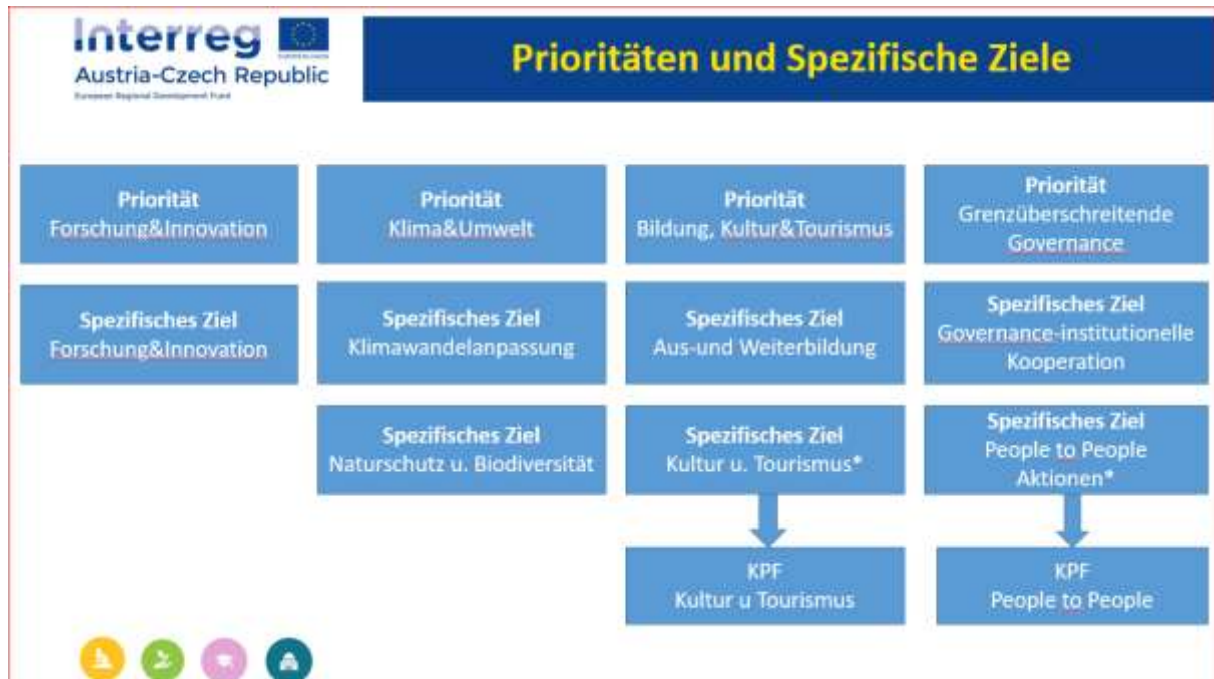 Interreg
Austria-Czech Republic
European Regional Development Fund
Prioritäten und Spezifische Ziele
Priorität
Forschung&Innovation
Priorität
Klima&Umwelt
Priorität
Bildung, Kultur&Tourismus
Priorität
Grenzüberschreitende
Governance
Spezifisches Ziel
Forschung&Innovation
Spezifisches Ziel
Klimawandelanpassung
Spezifisches Ziel
Aus-und Weiterbildung
Spezifisches Ziel
Governance-institutionelle
Kooperation
Spezifisches Ziel
Naturschutz u. Biodiversität
Spezifisches Ziel
Kultur u. Tourismus*
Spezifisches Ziel
People to People
Aktionen*
KPF
Kultur u Tourismus
KPF
People to People